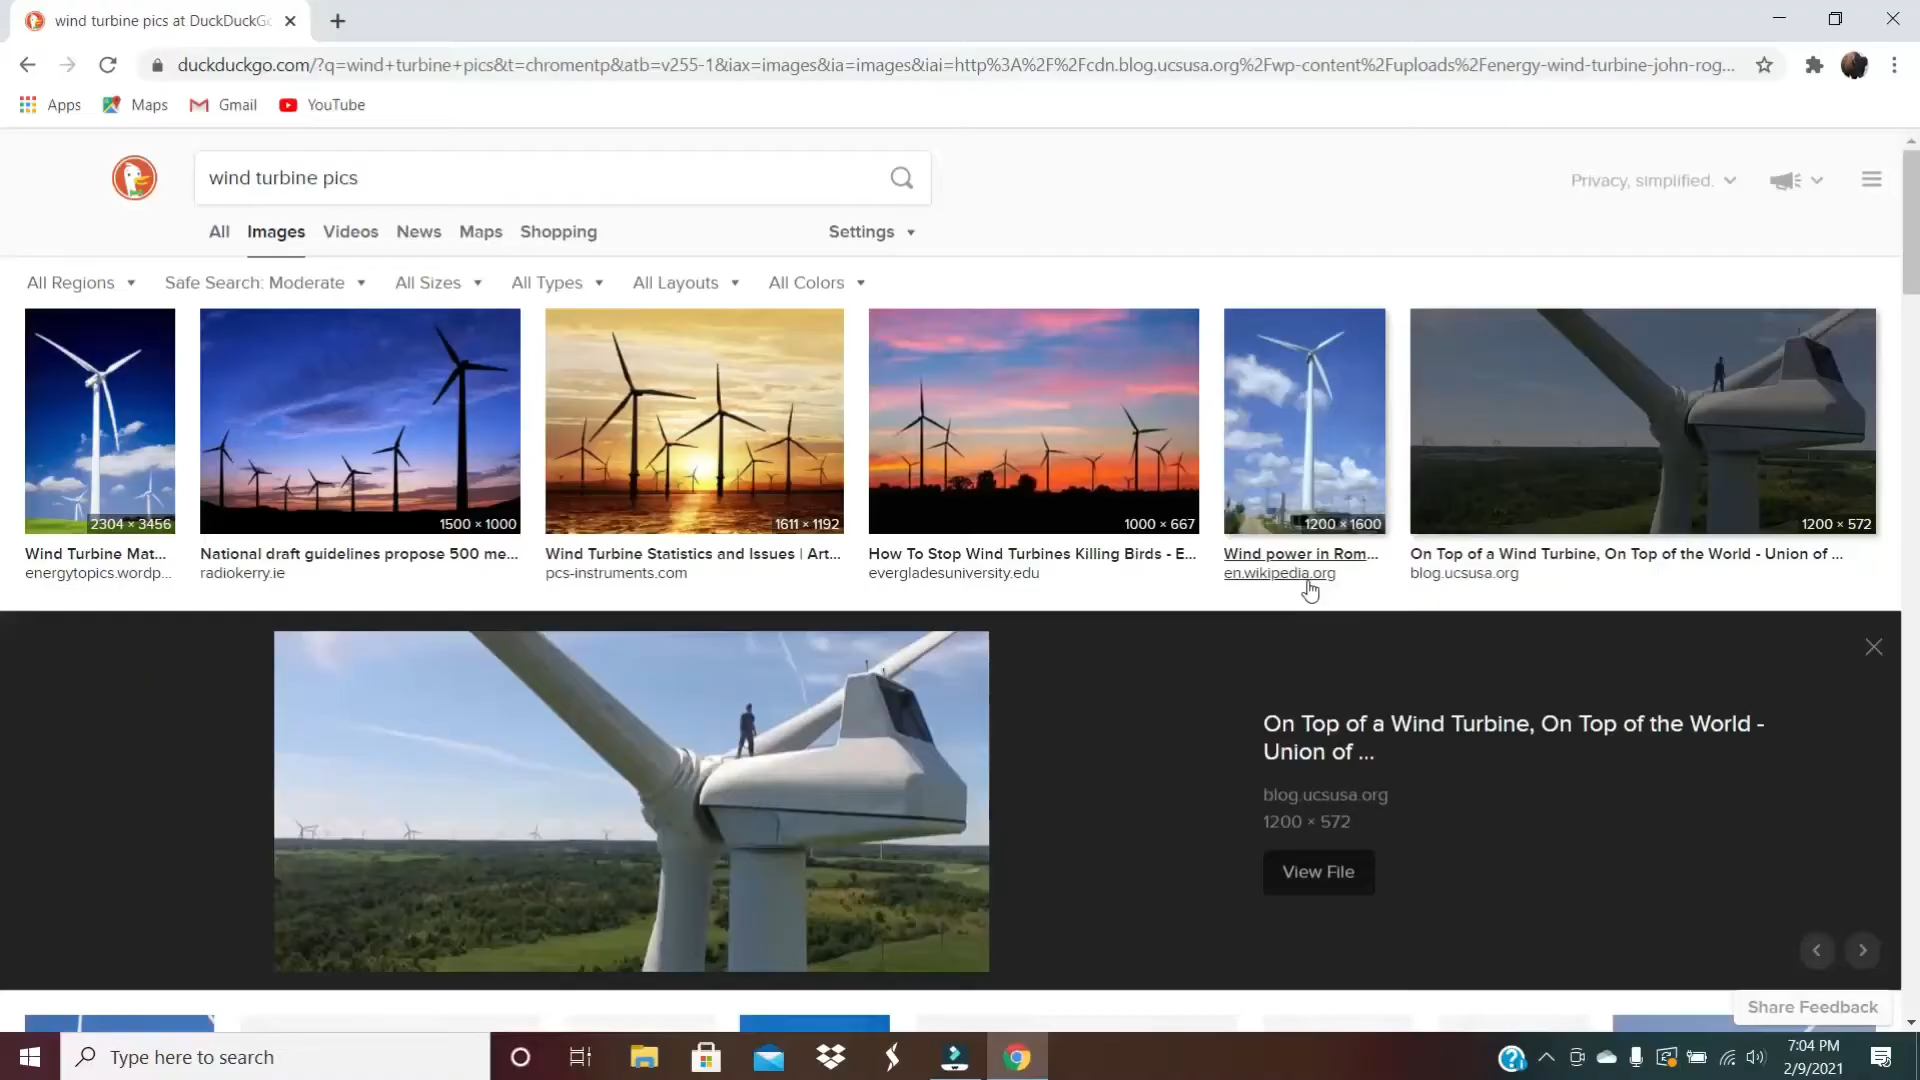 wind turbine pics at DuckDuckGo
duckduckgo.com/?q=wind+turbine+pics&t=chromentp&atb=v255-1&iax=images&ia=images&iai=http%3A%2F%2Fcdn.blog.ucsusa.org%2Fwp-content%2Fuploads%2Fenergy-wind-turbine-john-rog...
Apps Maps Gmail YouTube
wind turbine pics
Privacy, simplified.
All Images Videos News Maps Shopping Settings
All Regions Safe Search: Moderate All Sizes All Types All Layouts All Colors
2304 × 3456 1500 × 1000 1611 × 1192 1000 × 667 1200 × 1600 1200 × 572
Wind Turbine Mat... National draft guidelines propose 500 me... Wind Turbine Statistics and Issues | Art... How To Stop Wind Turbines Killing Birds - E... Wind power in Rom... On Top of a Wind Turbine, On Top of the World - Union of ...
energytopics.wordp... radiokerry.ie pcs-instruments.com evergladesuniversity.edu en.wikipedia.org blog.ucsusa.org
On Top of a Wind Turbine, On Top of the World -
Union of ...
blog.ucsusa.org
1200 × 572
View File
Share Feedback
Type here to search
7:04 PM
2/9/2021